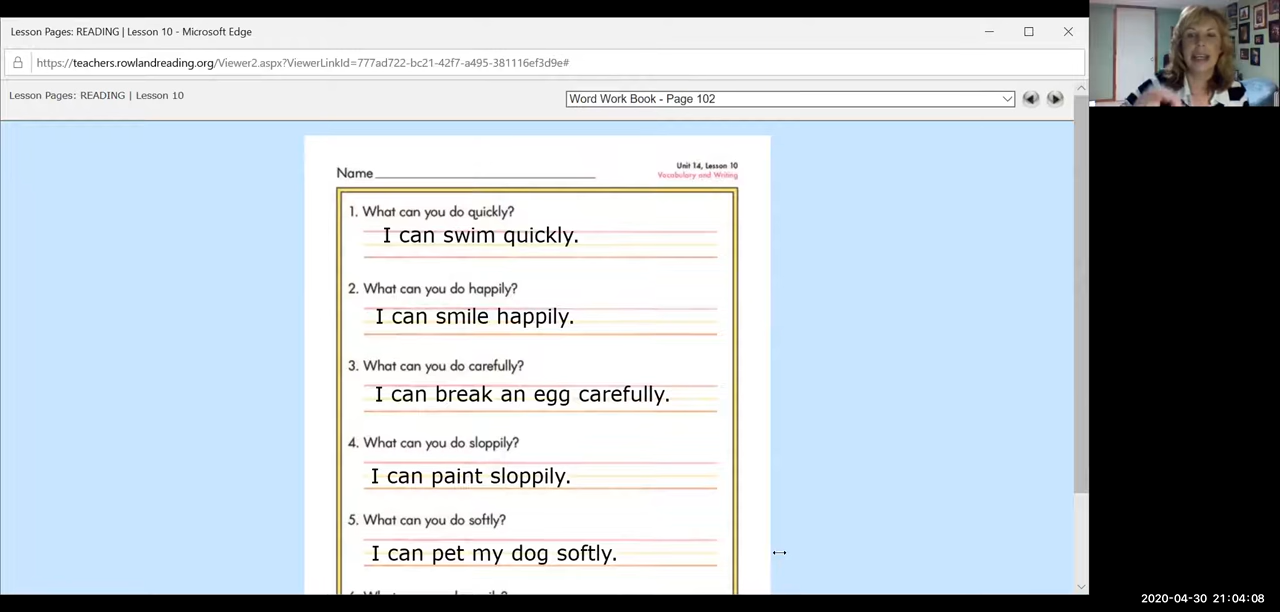 Lesson Pages: READING | Lesson 10 - Microsoft Edge
https://teachers.rowlandreading.org/Viewer2.aspx?ViewerLinkId=777ad722-bc21-42f7-a495-381116ef3d9e#
Lesson Pages: READING | Lesson 10
Word Work Book - Page 102
Name
Unit 14, Lesson 10
Vocabulary and Writing
1. What can you do quickly?
I can swim quickly.
2. What can you do happily?
I can smile happily.
3. What can you do carefully?
I can break an egg carefully.
4. What can you do sloppily?
I can paint sloppily.
5. What can you do softly?
I can pet my dog softly.
2020-04-30 21:04:08